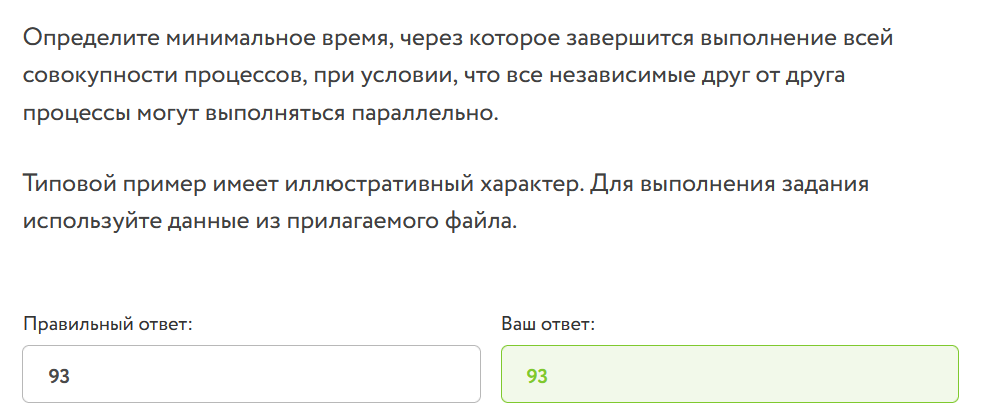 Определите минимальное время, через которое завершится выполнение всей
совокупности процессов, при условии, что все независимые друг от друга
процессы могут выполняться параллельно.
Типовой пример имеет иллюстративный характер. Для выполнения задания
используйте данные из прилагаемого файла.
Правильный ответ: Ваш ответ:
93 93